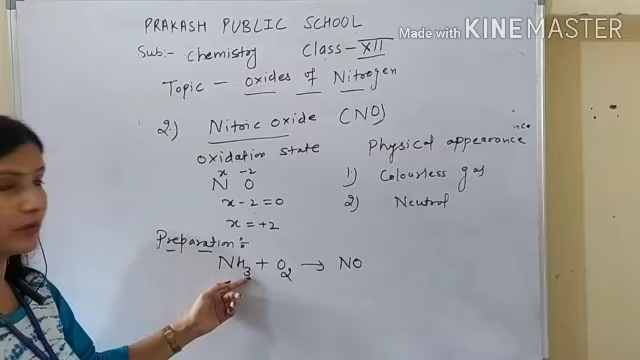 PRAKASH PUBLIC SCHOOL
Made with KINEMASTER
Sub:- Chemistry Class - XII
Topic - Oxides of Nitrogen
2.) Nitric Oxide (NO)
Oxidation state
x -2
N O
x - 2 = 0
x = +2
Physical appearance
nce
1) Colourless gas
2) Neutral
Preparation:-
NH3 + O2 → NO